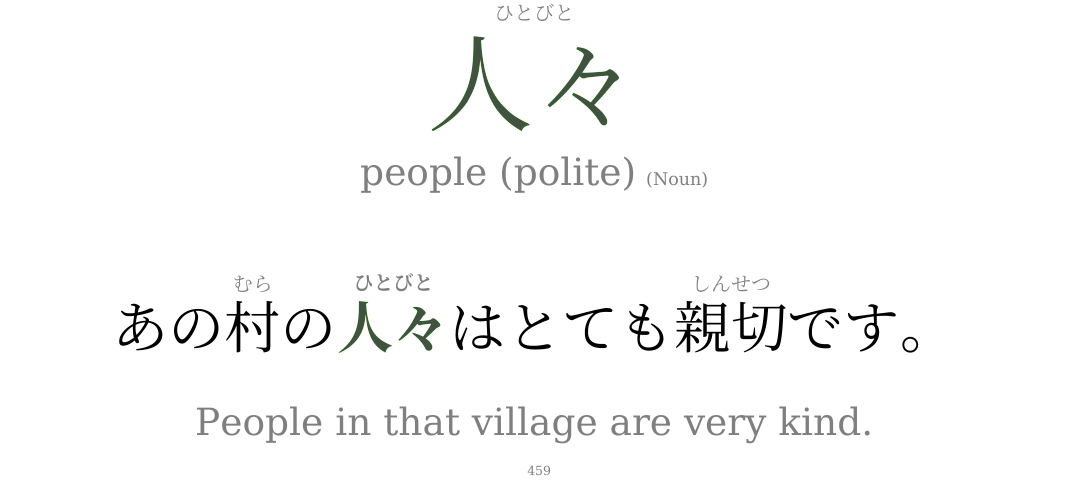 ひとびと
人々
people (polite) (Noun)
むら ひとびと しんせつ
あの村の人々はとても親切です。
People in that village are very kind.
459